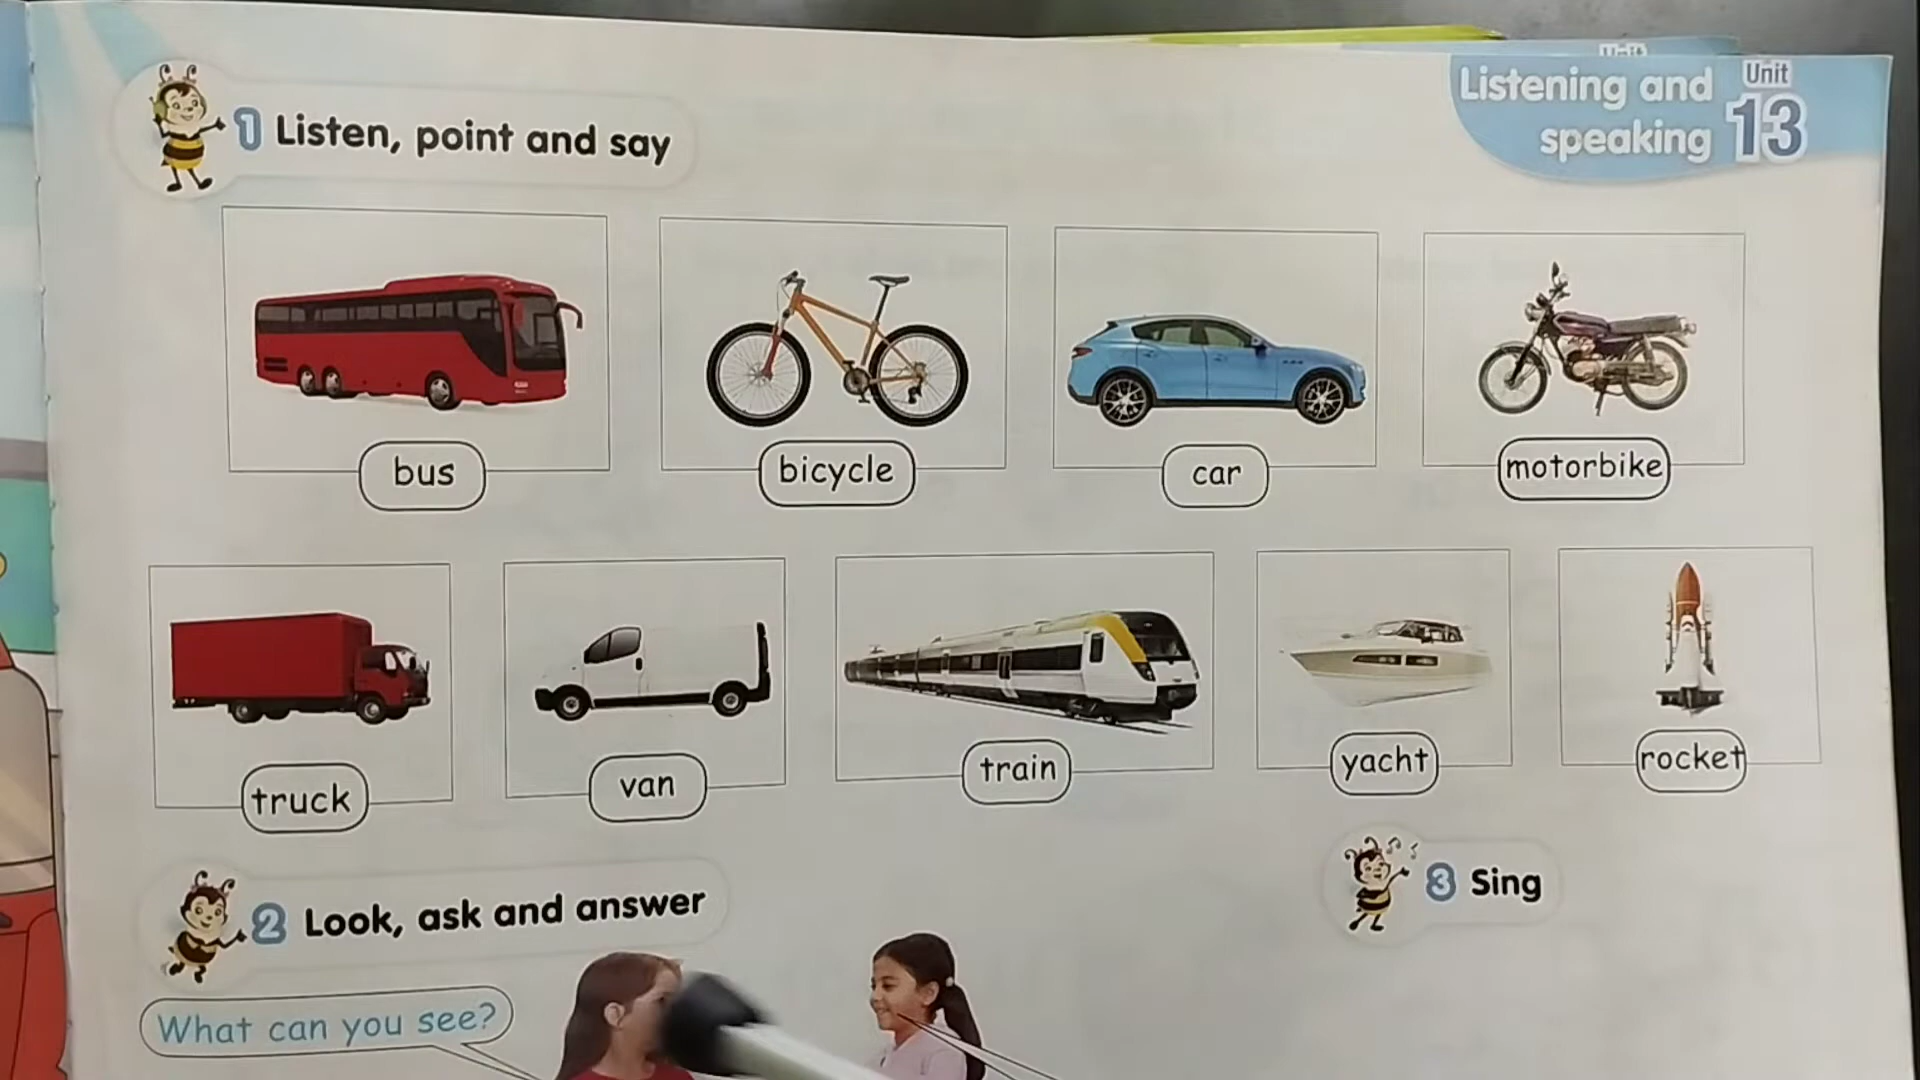 Listening and
speaking
Unit
13
1 Listen, point and say
bus
bicycle
car
motorbike
truck
van
train
yacht
rocket
2 Look, ask and answer
3 Sing
What can you see?